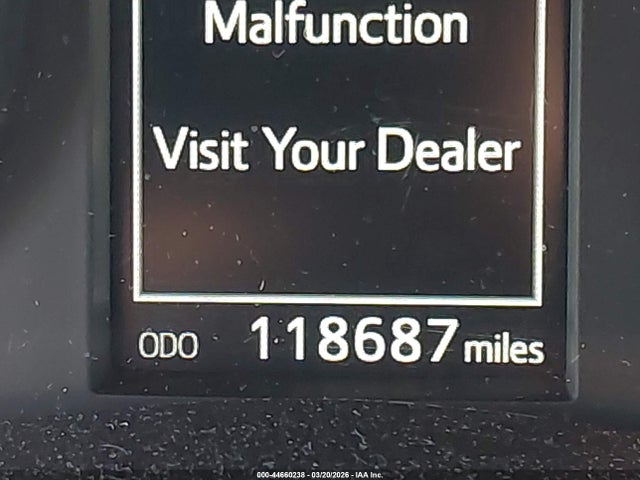 Malfunction
Visit Your Dealer
ODO 118687 miles
000-44660238 - 03/20/2026 - IAA Inc.